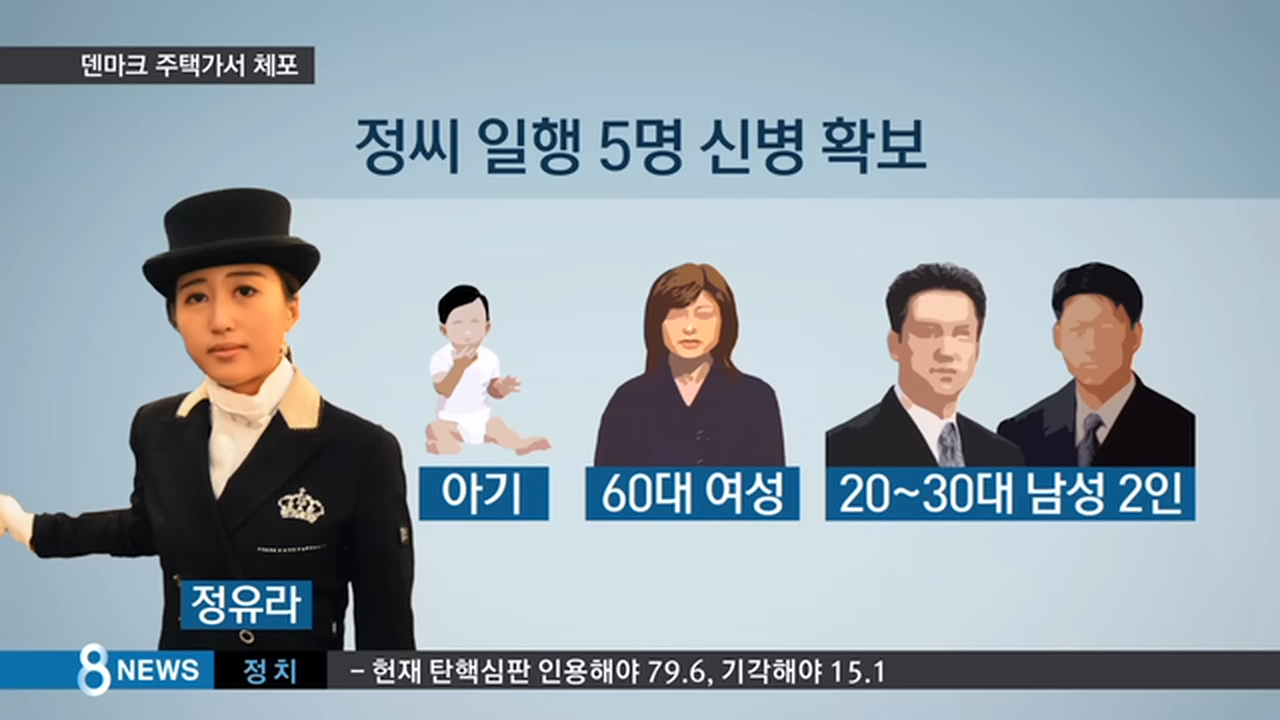 덴마크 주택가서 체포
정씨 일행 5명 신병 확보
아기
60대 여성
20~30대 남성 2인
정유라
8 NEWS
정치
– 헌재 탄핵심판 인용해야 79.6, 기각해야 15.1